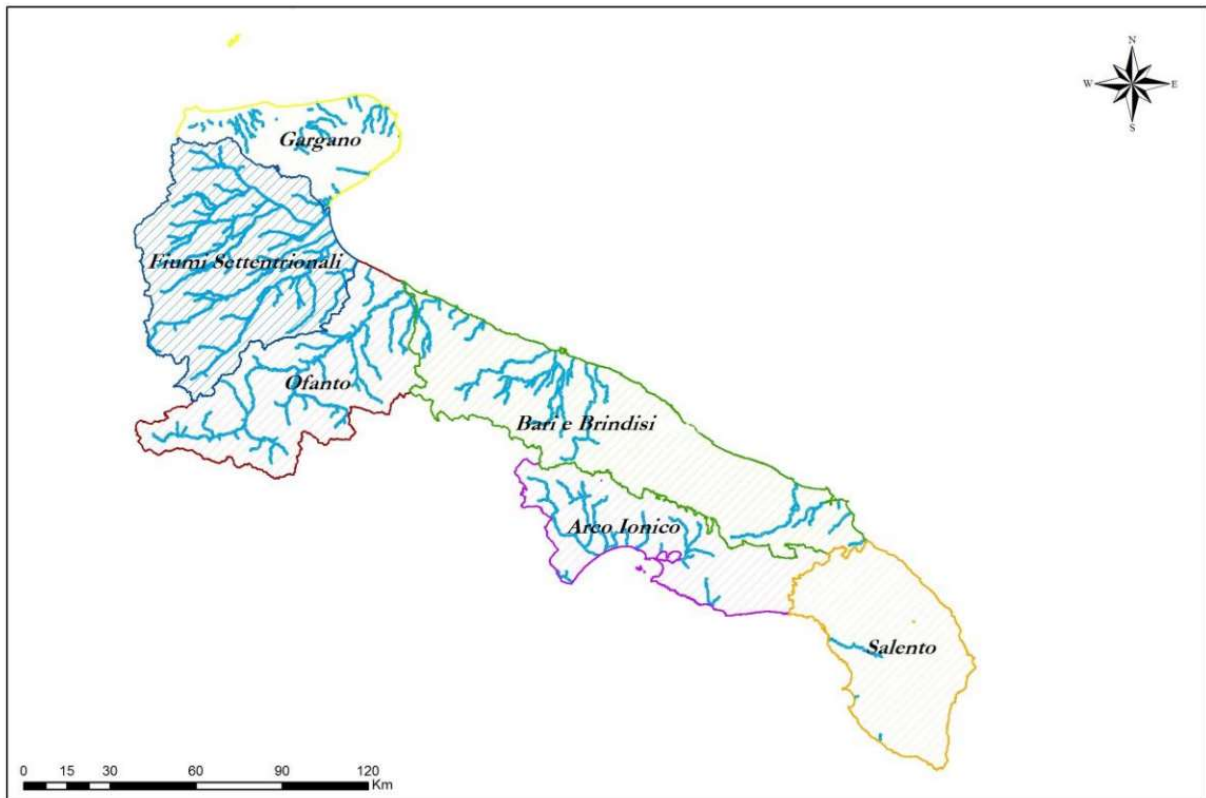 N
W E
S
Gargano
Fiumi Settentrionali
Ofanto
Bari e Brindisi
Arco Ionico
Salento
0 15 30 60 90 120
Km